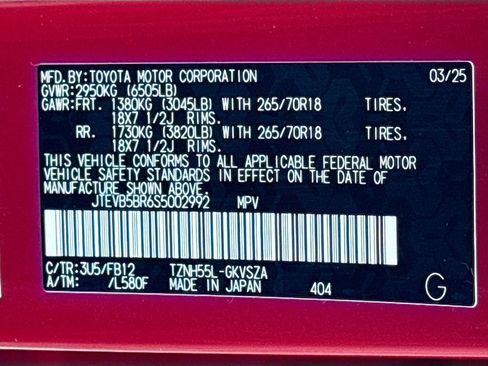 MFD.BY:TOYOTA MOTOR CORPORATION 03/25
GVWR:2950KG (6505LB)
GAWR:FRT. 1380KG (3045LB) WITH 265/70R18 TIRES.
18X7 1/2J RIMS.
RR. 1730KG (3820LB) WITH 265/70R18 TIRES.
18X7 1/2J RIMS.
THIS VEHICLE CONFORMS TO ALL APPLICABLE FEDERAL MOTOR
VEHICLE SAFETY STANDARDS IN EFFECT ON THE DATE OF
MANUFACTURE SHOWN ABOVE.
JTEVB5BR6S5002992 MPV
C/TR:3U5/FB12 TZNH55L-GKVSZA
A/TM: /L580F MADE IN JAPAN 404 G